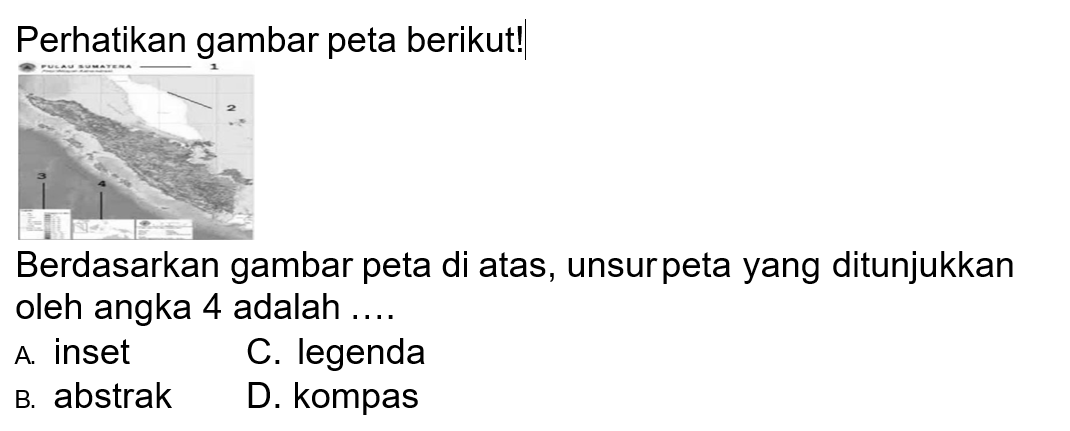 Perhatikan gambar peta berikut!
PULAU SUMATERA 1
2
3
4
Berdasarkan gambar peta di atas, unsur peta yang ditunjukkan
oleh angka 4 adalah ....
A. inset C. legenda
B. abstrak D. kompas